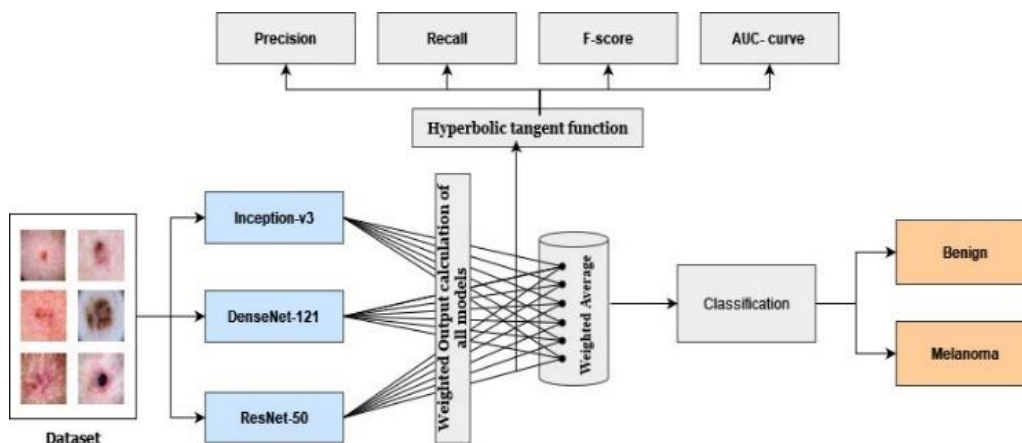 Precision
Recall
F-score
AUC- curve
Hyperbolic tangent function
Weighted Output calculation of
all models
Inception-v3
DenseNet-121
ResNet-50
Dataset
Weighted Average
Classification
Benign
Melanoma